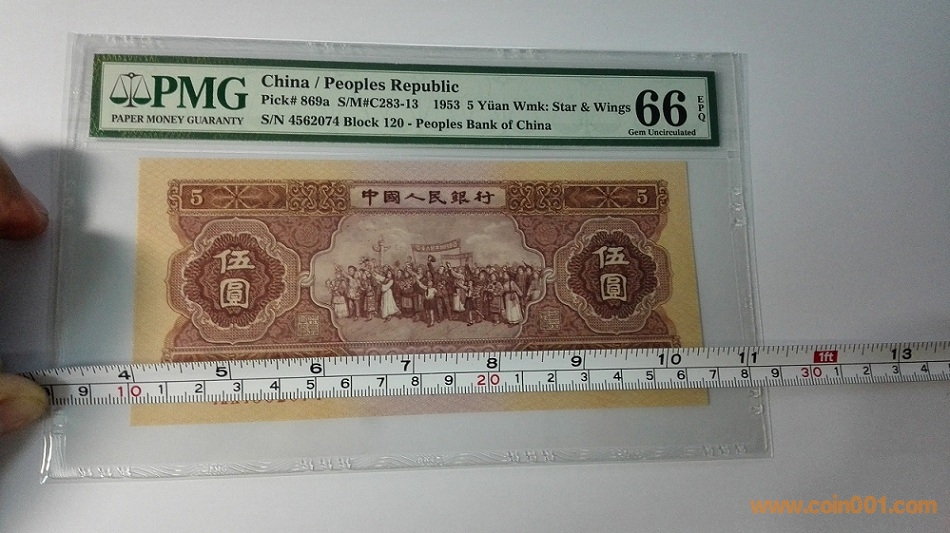 PMG
PAPER MONEY GUARANTY
China / Peoples Republic
Pick# 869a S/M#C283-13 1953 5 Yüan Wmk: Star & Wings
S/N 4562074 Block 120 - Peoples Bank of China
66 EPQ
Gem Uncirculated
5 中國人民銀行 5
伍圓 伍圓
4 5 6 7 8 9 10 11 1ft 13
8 9 10 1 2 3 4 5 6 7 8 9 20 1 2 3 4 5 6 7 8 9 30 1 2 3 4
www.coin001.com